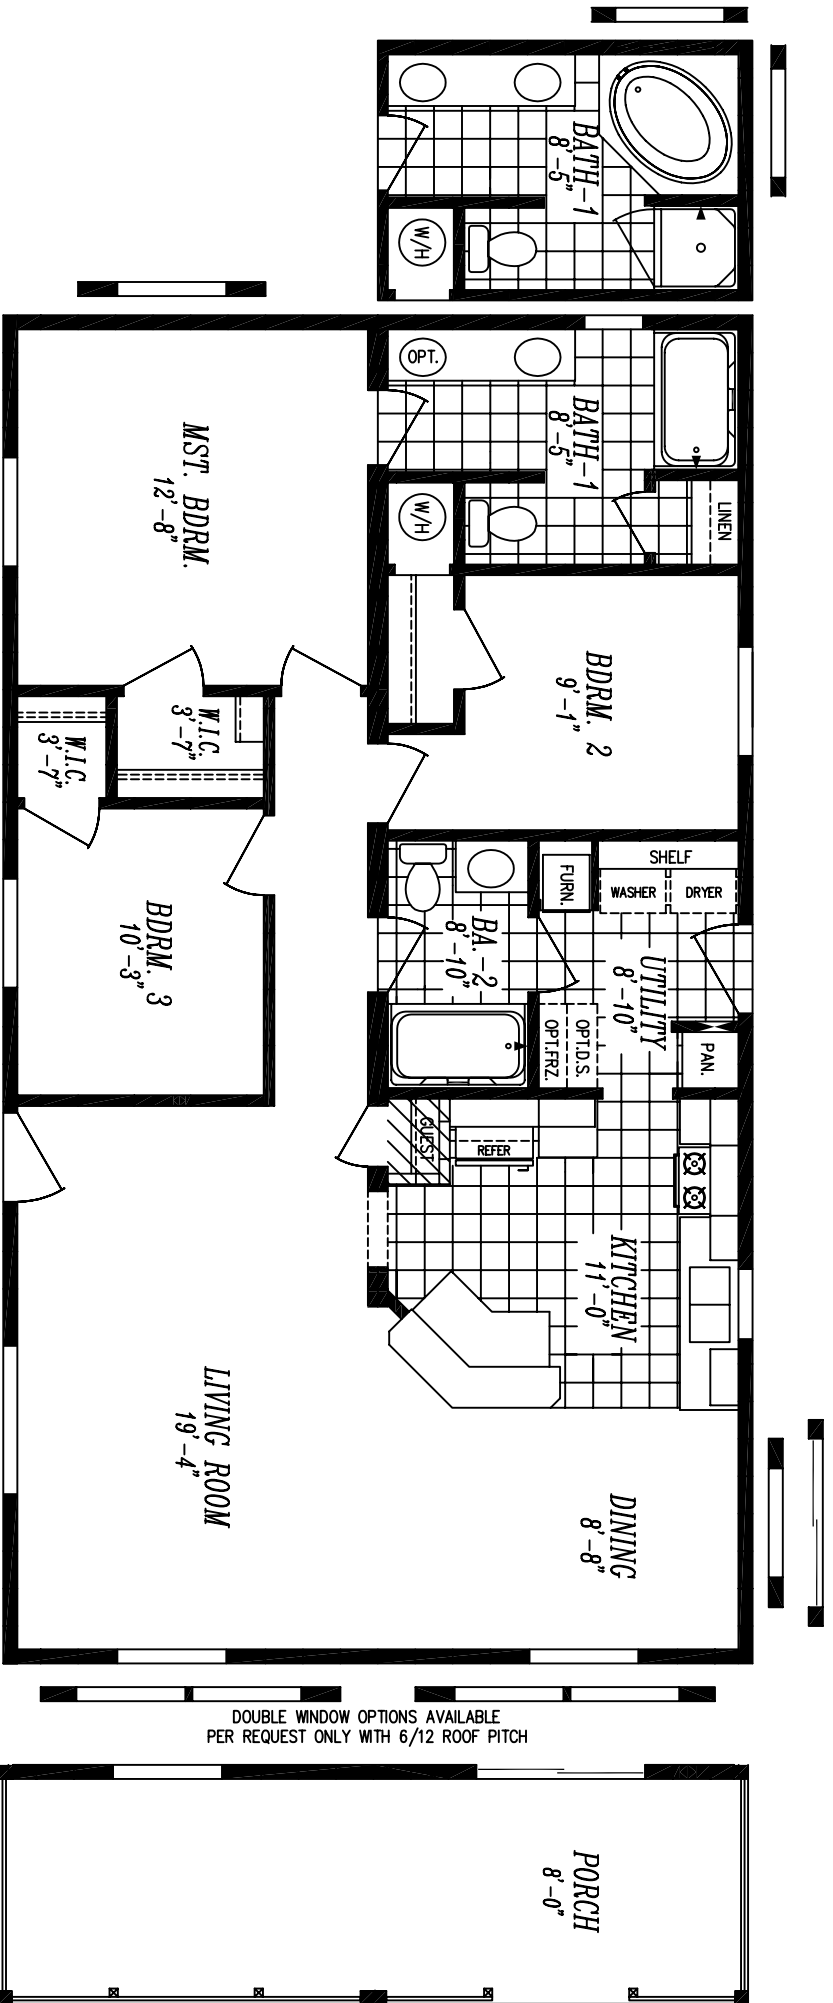 BATH-1
8'-5"
W/H
OPT.
BATH-1
8'-5"
MST. BDRM.
12'-8"
W/H
LINEN
BDRM. 2
9'-1"
W.I.C.
3'-7"
W.I.C.
3'-7"
SHELF
WASHER
DRYER
FURN.
BA.-2
8'-10"
UTILITY
8'-10"
BDRM. 3
10'-3"
OPT.D.S.
OPT.FRZ.
PAN.
GUEST
REFER
KITCHEN
11'-0"
LIVING ROOM
19'-4"
DINING
8'-8"
DOUBLE WINDOW OPTIONS AVAILABLE
PER REQUEST ONLY WITH 6/12 ROOF PITCH
PORCH
8'-0"